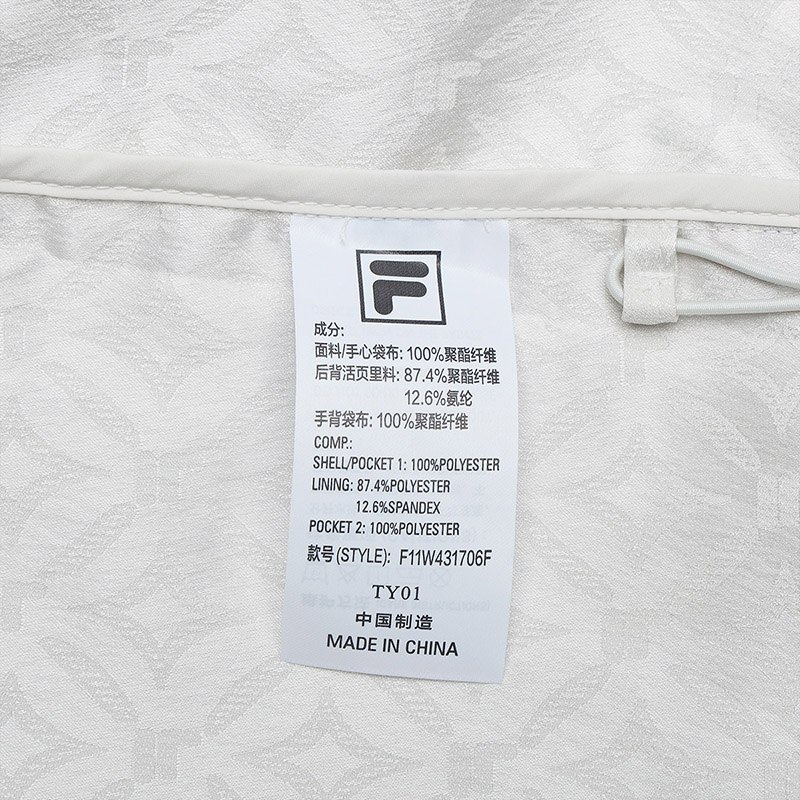 F
成分:
面料/手心袋布: 100%聚酯纤维
后背活页里料: 87.4%聚酯纤维
12.6%氨纶
手背袋布: 100%聚酯纤维
COMP.:
SHELL/POCKET 1: 100%POLYESTER
LINING: 87.4%POLYESTER
12.6%SPANDEX
POCKET 2: 100%POLYESTER
款号(STYLE): F11W431706F
TY01
中国制造
MADE IN CHINA